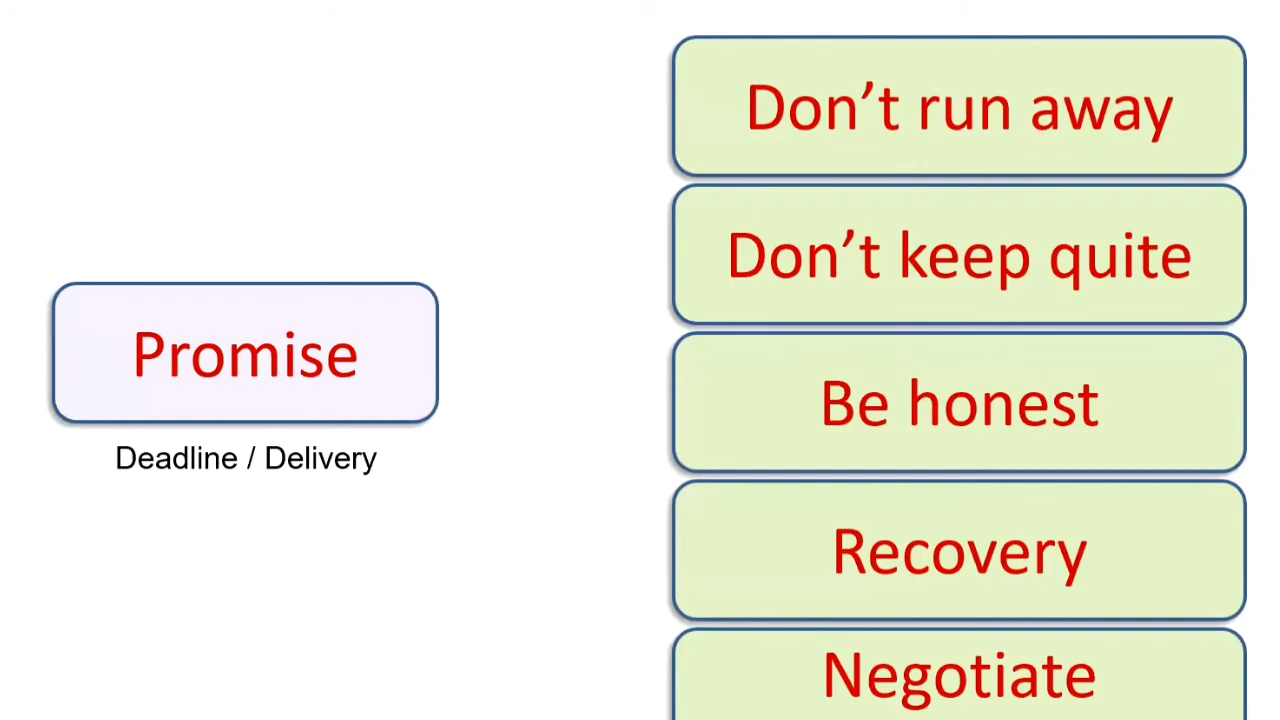 Promise
Deadline / Delivery
Don’t run away
Don’t keep quite
Be honest
Recovery
Negotiate